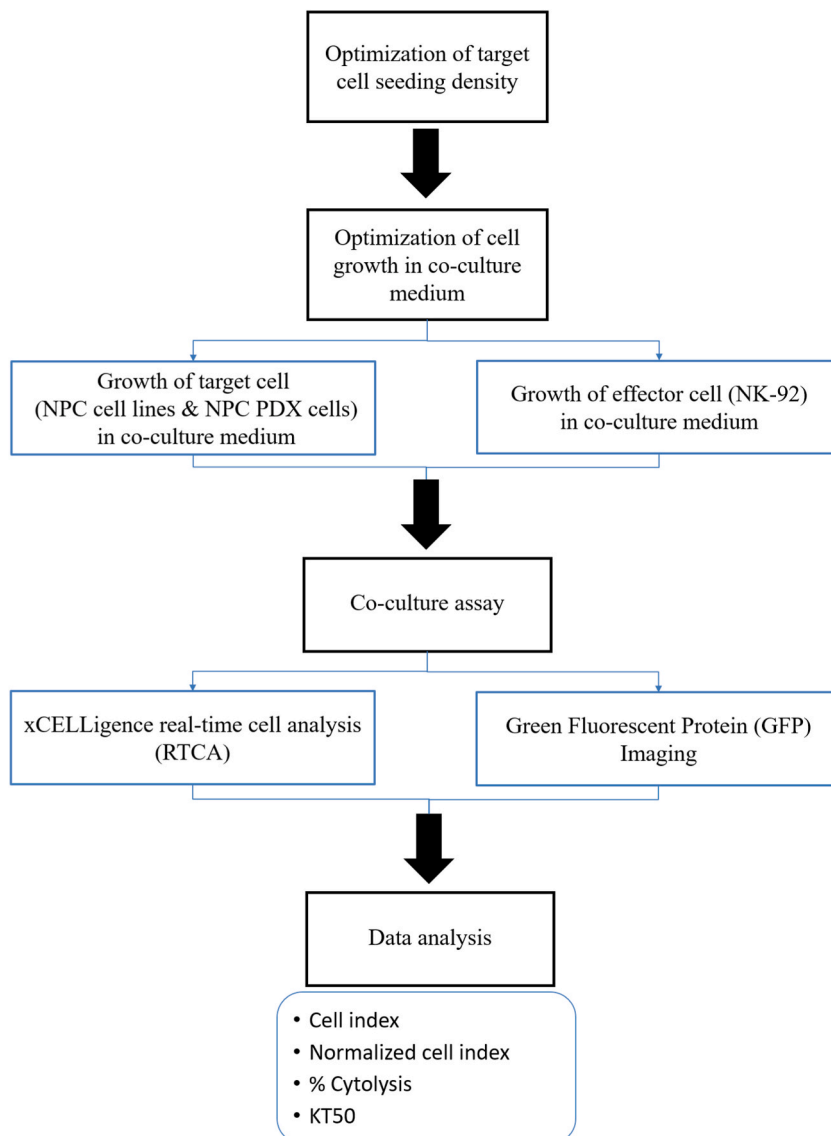 Optimization of target
cell seeding density
Optimization of cell
growth in co-culture
medium
Growth of target cell
(NPC cell lines & NPC PDX cells)
in co-culture medium
Growth of effector cell (NK-92)
in co-culture medium
Co-culture assay
xCELLigence real-time cell analysis
(RTCA)
Green Fluorescent Protein (GFP)
Imaging
Data analysis
• Cell index
• Normalized cell index
• % Cytolysis
• KT50